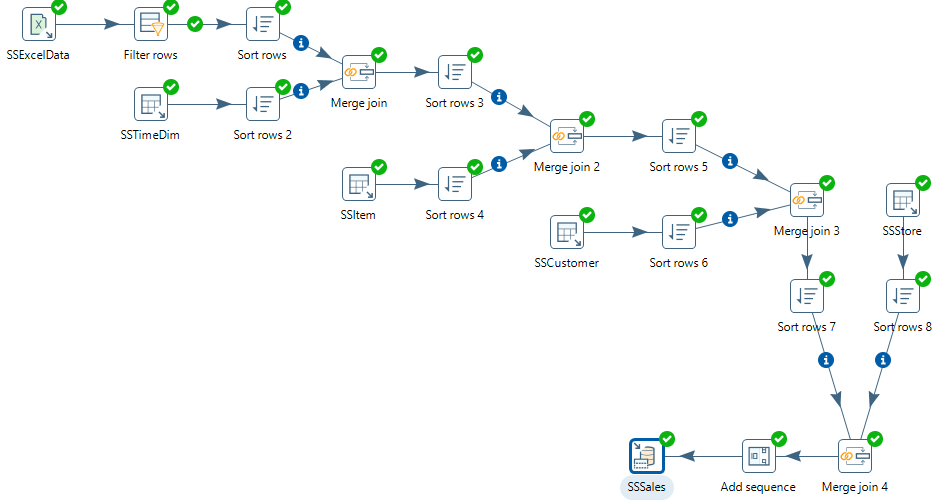 SSExcelData
Filter rows
Sort rows
SSTimeDim
Sort rows 2
Merge join
Sort rows 3
SSItem
Sort rows 4
Merge join 2
Sort rows 5
SSCustomer
Sort rows 6
Merge join 3
SSStore
Sort rows 7
Sort rows 8
SSSales
Add sequence
Merge join 4